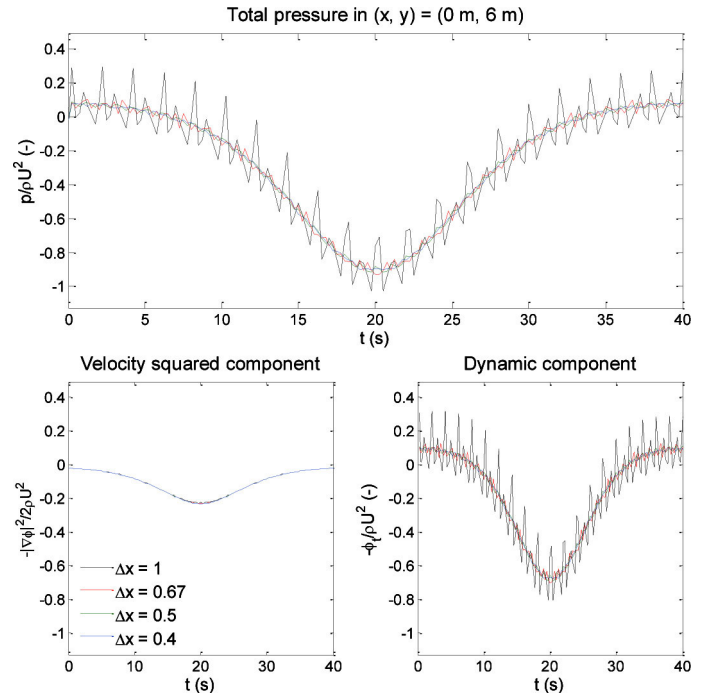 Total pressure in (x, y) = (0 m, 6 m)
0.4
0.2
0
-0.2
-0.4
-0.6
-0.8
-1
p/ρU² (-)
0 5 10 15 20 25 30 35 40
t (s)
Velocity squared component
0.4
0.2
0
-0.2
-0.4
-0.6
-0.8
-1
-|∇ϕ|²/2ρU²
Δx = 1
Δx = 0.67
Δx = 0.5
Δx = 0.4
0 20 40
t (s)
Dynamic component
0.4
0.2
0
-0.2
-0.4
-0.6
-0.8
-1
-ϕₜ/ρU² (-)
0 10 20 30 40
t (s)